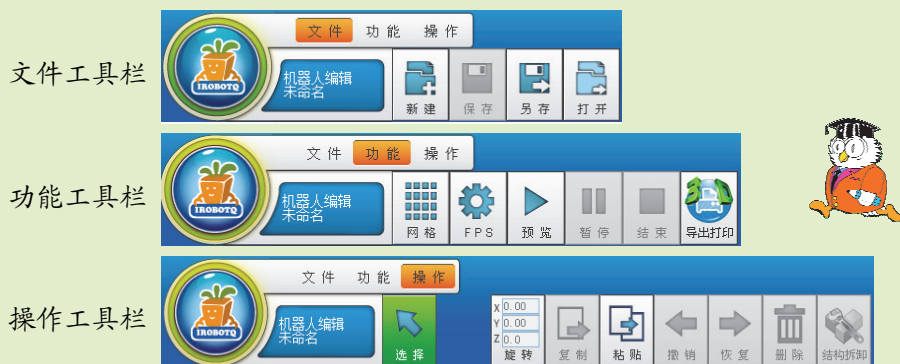 文件工具栏
IROBOTQ
机器人编辑
未命名
文件 功能 操作
新建 保存 另存 打开
功能工具栏
IROBOTQ
机器人编辑
未命名
文件 功能 操作
网格 FPS 预览 暂停 结束 导出打印
3D
操作工具栏
IROBOTQ
机器人编辑
未命名
文件 功能 操作
选择
X 0.00
Y 0.00
Z 0.0
旋转 复制 粘贴 撤销 恢复 删除 结构拆卸